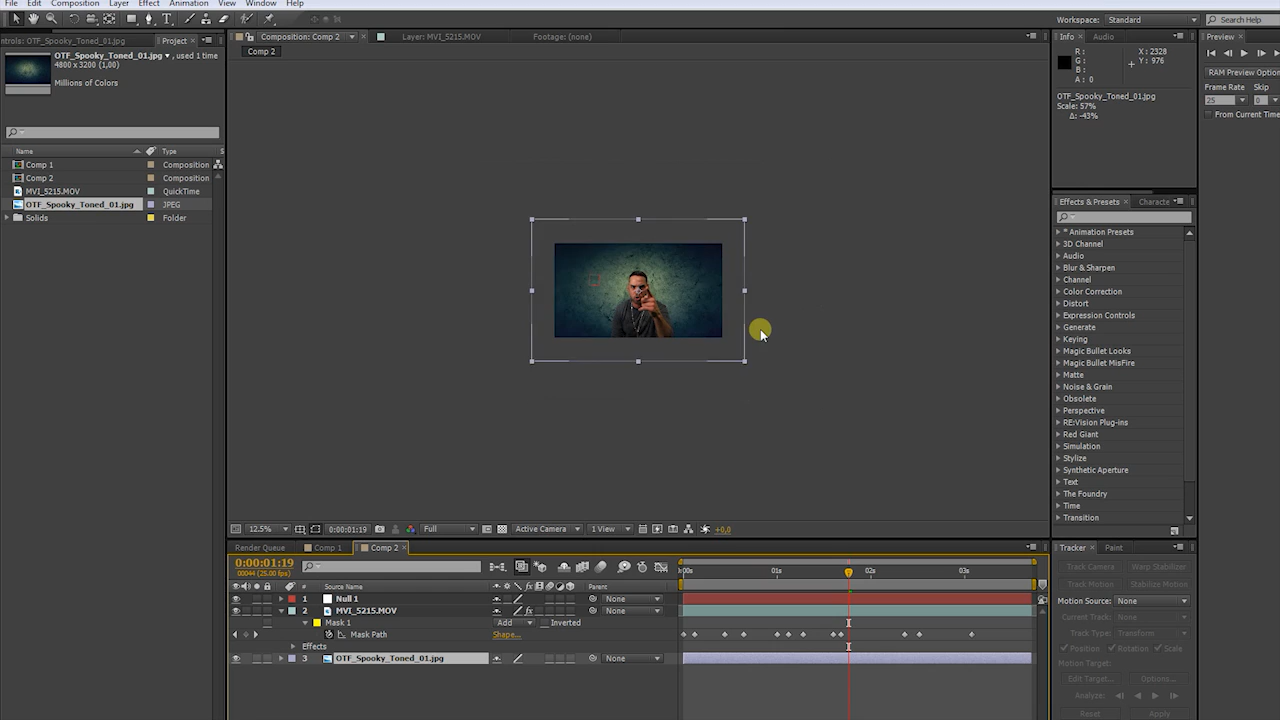 File Edit Composition Layer Effect Animation View Window Help
Workspace: Standard
Search Help
ntrols: OTF_Spooky_Toned_01.jpg Project
Composition: Comp 2
Layer: MVI_5215.MOV
Footage: (none)
Info Audio
Preview
OTF_Spooky_Toned_01.jpg , used 1 time
4800 x 3200 (1,00)
Millions of Colors
Comp 2
R:
G:
B:
A: 0
X: 2328
Y: 976
OTF_Spooky_Toned_01.jpg
Scale: 57%
Δ: -43%
RAM Preview Option
Frame Rate Skip
25 0
From Current Time
Name Type S
Comp 1 Composition
Comp 2 Composition
MVI_5215.MOV QuickTime
OTF_Spooky_Toned_01.jpg JPEG
Solids Folder
Effects & Presets Characte
* Animation Presets
3D Channel
Audio
Blur & Sharpen
Channel
Color Correction
Distort
Expression Controls
Generate
Keying
Magic Bullet Looks
Magic Bullet MisFire
Matte
Noise & Grain
Obsolete
Perspective
RE:Vision Plug-ins
Red Giant
Simulation
Stylize
Synthetic Aperture
Text
The Foundry
Time
Transition
12.5% 0:00:01:19 Full Active Camera 1 View +0,0
Render Queue Comp 1 Comp 2
0:00:01:19
00044 (25.00 fps)
:00s 01s 02s 03s
# Source Name Parent
1 Null 1 None
2 MVI_5215.MOV None
Mask 1 Add Inverted
Mask Path Shape...
Effects
3 OTF_Spooky_Toned_01.jpg None
Tracker Paint
Track Camera Warp Stabilizer
Track Motion Stabilize Motion
Motion Source: None
Current Track: None
Track Type: Transform
Position Rotation Scale
Motion Target:
Edit Target... Options...
Analyze:
Reset Apply